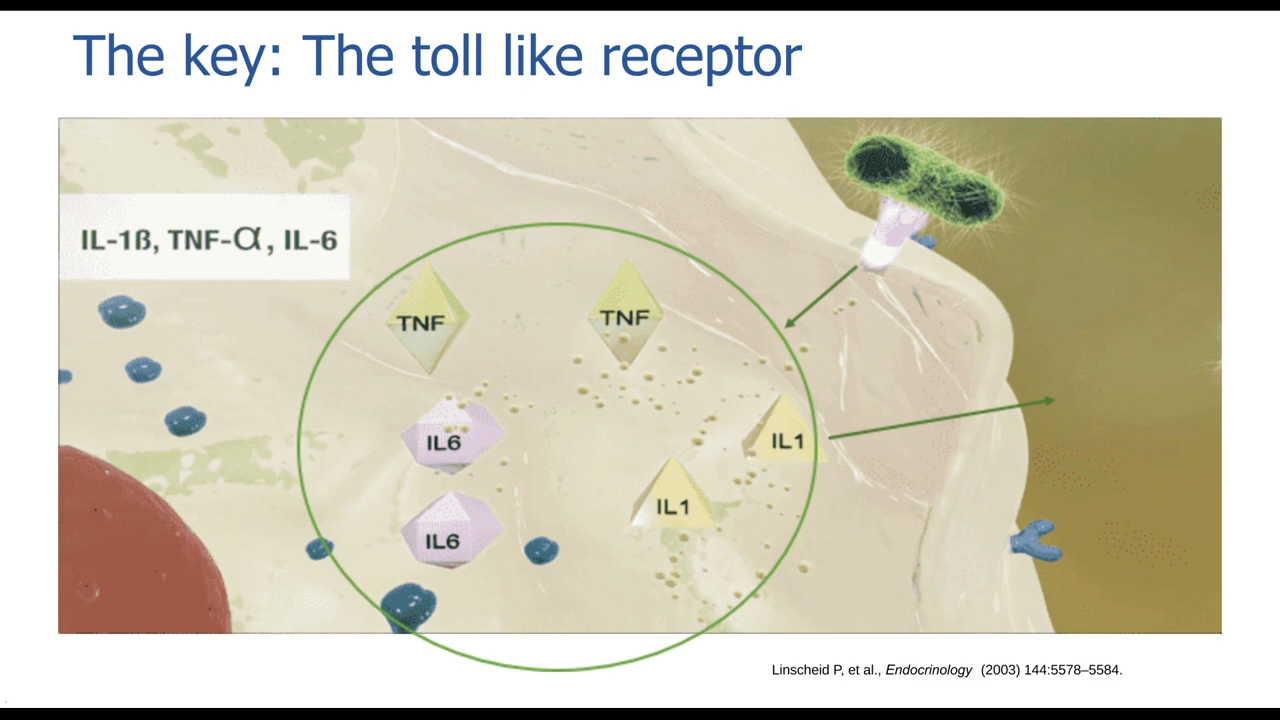 The key: The toll like receptor
IL-1ß, TNF-α, IL-6
TNF
TNF
IL6
IL1
IL1
IL6
Linscheid P, et al., Endocrinology (2003) 144:5578–5584.